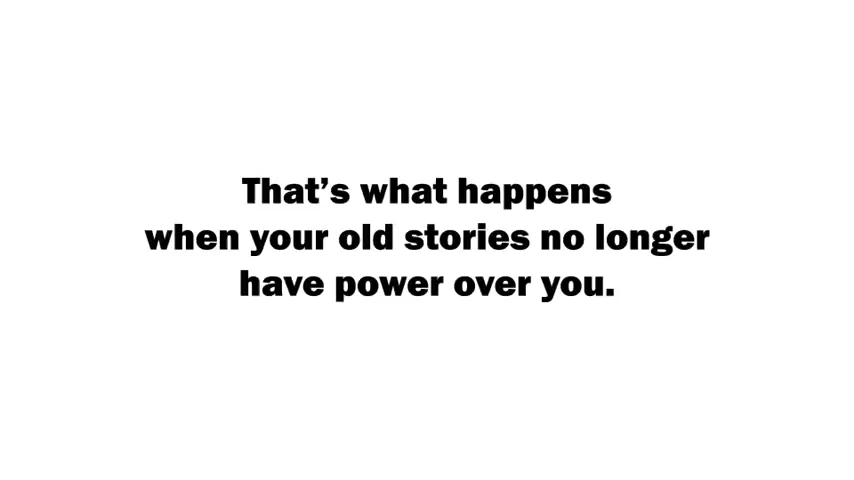 That’s what happens
when your old stories no longer
have power over you.